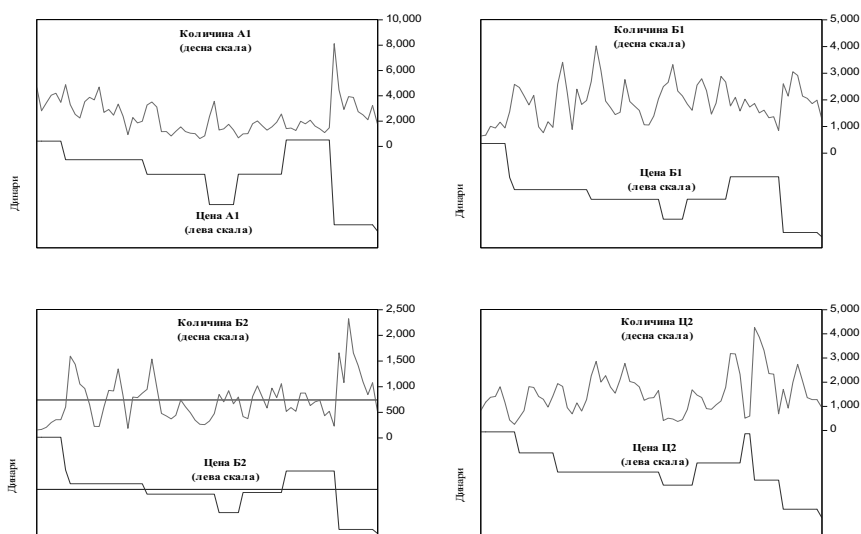 Количина А1
(десна скала)
10,000
8,000
6,000
4,000
2,000
0
Динари
Цена А1
(лева скала)
Количина Б1
(десна скала)
5,000
4,000
3,000
2,000
1,000
0
Динари
Цена Б1
(лева скала)
Количина Б2
(десна скала)
2,500
2,000
1,500
1,000
500
0
Динари
Цена Б2
(лева скала)
Количина Ц2
(десна скала)
5,000
4,000
3,000
2,000
1,000
0
Динари
Цена Ц2
(лева скала)